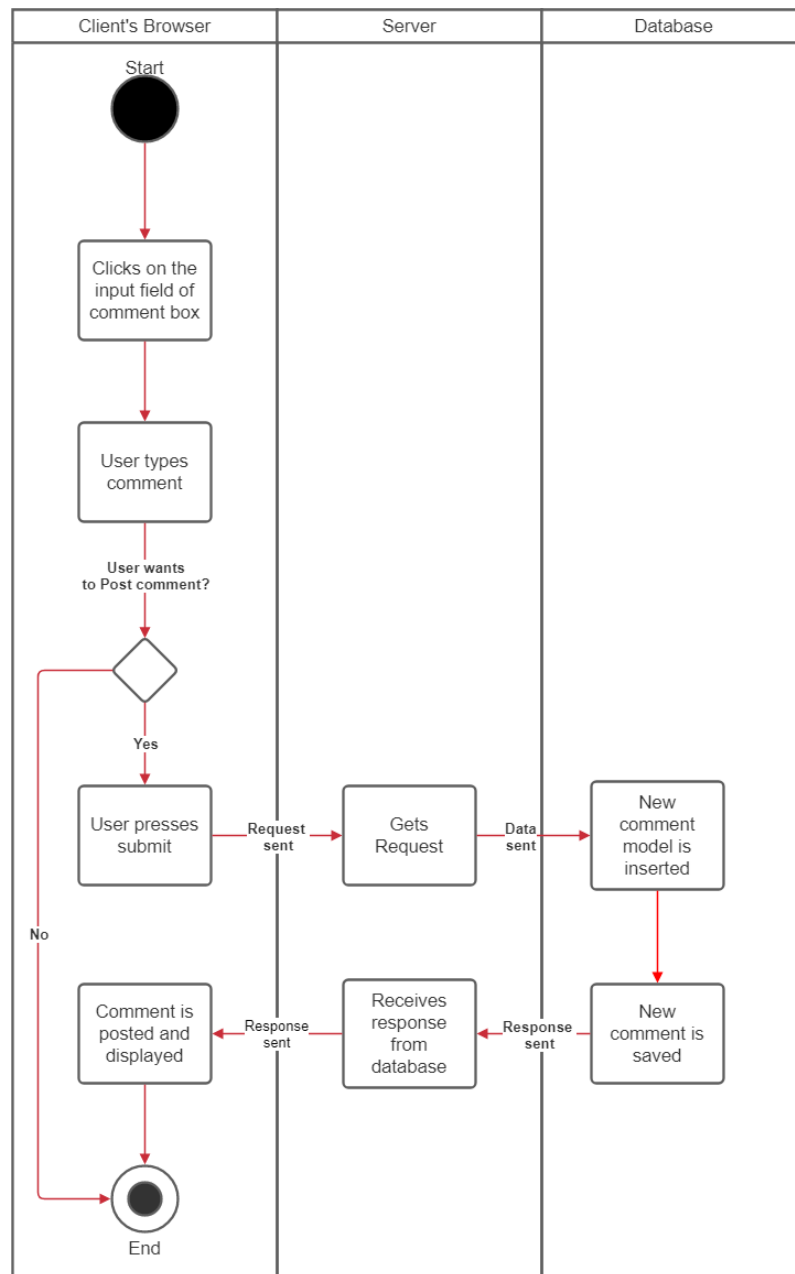 Client's Browser
Server
Database
Start
Clicks on the
input field of
comment box
User types
comment
User wants
to Post comment?
Yes
User presses
submit
Request
sent
Gets
Request
Data
sent
New
comment
model is
inserted
No
Comment is
posted and
displayed
Response
sent
Receives
response
from
database
Response
sent
New
comment is
saved
End